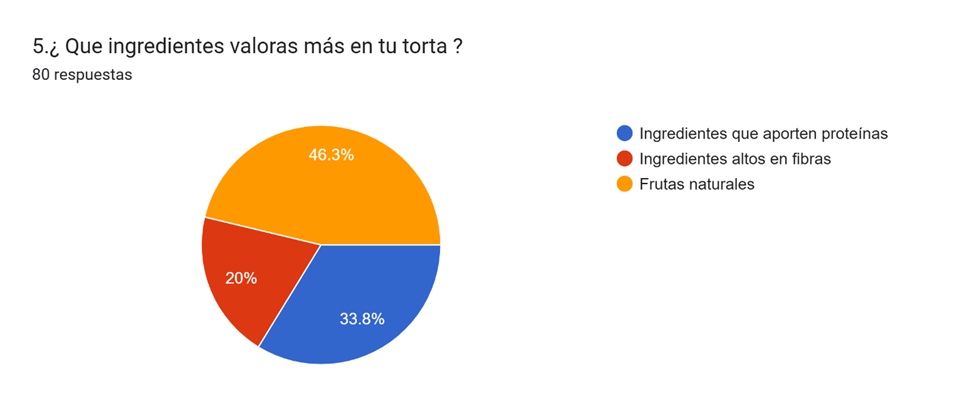 5.¿ Que ingredientes valoras más en tu torta ?
80 respuestas
46.3%
20%
33.8%
Ingredientes que aporten proteínas
Ingredientes altos en fibras
Frutas naturales